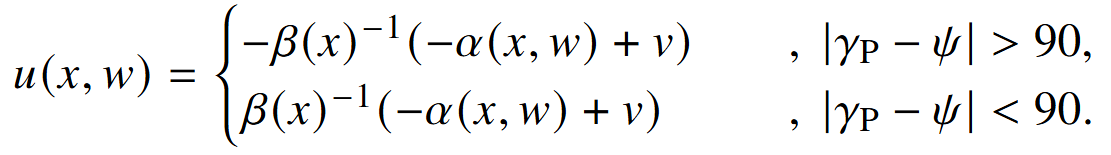 u(x, w) = { −β(x)⁻¹(−α(x, w) + v) , |γ_P − ψ| > 90,
β(x)⁻¹(−α(x, w) + v) , |γ_P − ψ| < 90.